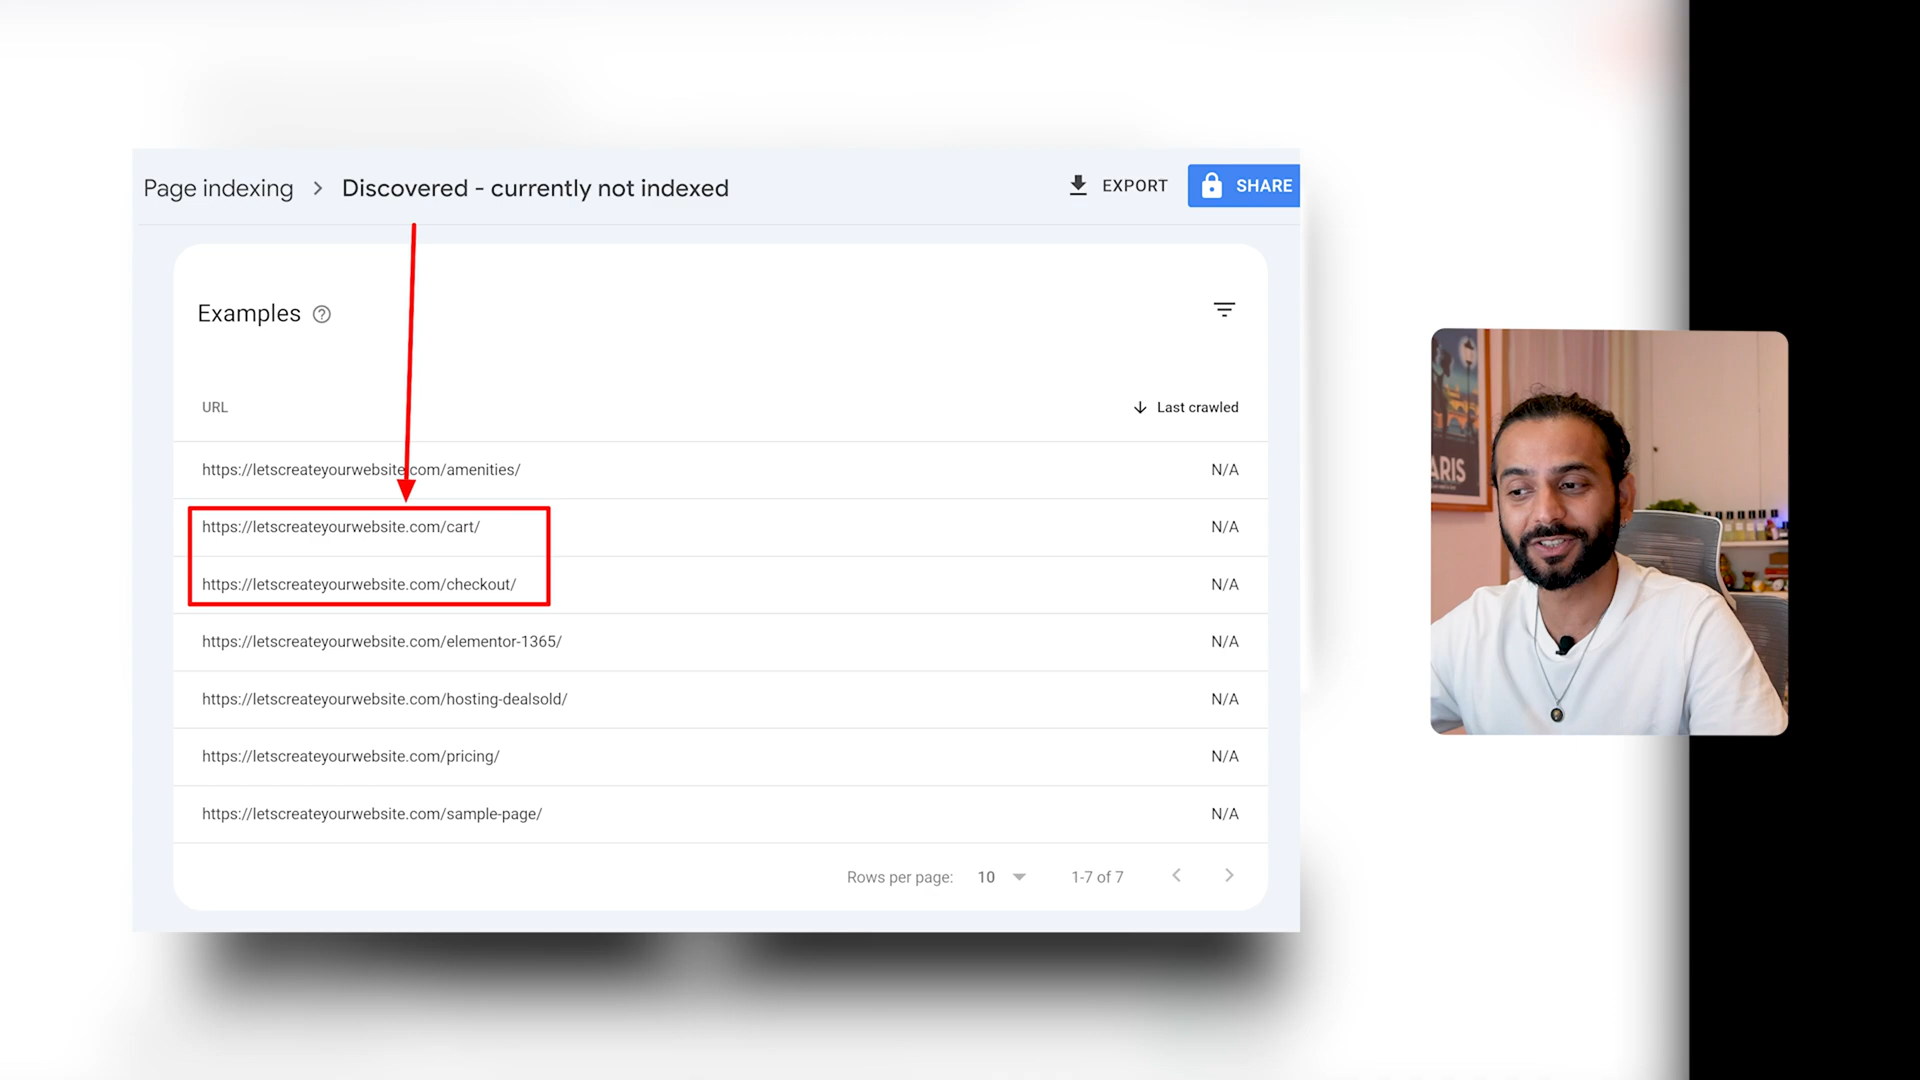 Page indexing > Discovered - currently not indexed
EXPORT
SHARE
Examples
URL
Last crawled
https://letscreateyourwebsite.com/amenities/ N/A
https://letscreateyourwebsite.com/cart/ N/A
https://letscreateyourwebsite.com/checkout/ N/A
https://letscreateyourwebsite.com/elementor-1365/ N/A
https://letscreateyourwebsite.com/hosting-dealsold/ N/A
https://letscreateyourwebsite.com/pricing/ N/A
https://letscreateyourwebsite.com/sample-page/ N/A
Rows per page: 10 1-7 of 7
ARIS